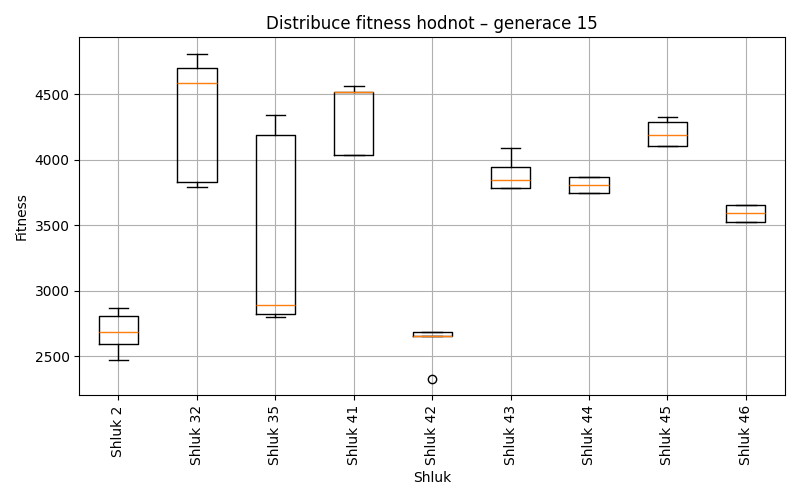 Distribuce fitness hodnot – generace 15
Fitness
4500
4000
3500
3000
2500
Shluk 2
Shluk 32
Shluk 35
Shluk 41
Shluk 42
Shluk 43
Shluk 44
Shluk 45
Shluk 46
Shluk